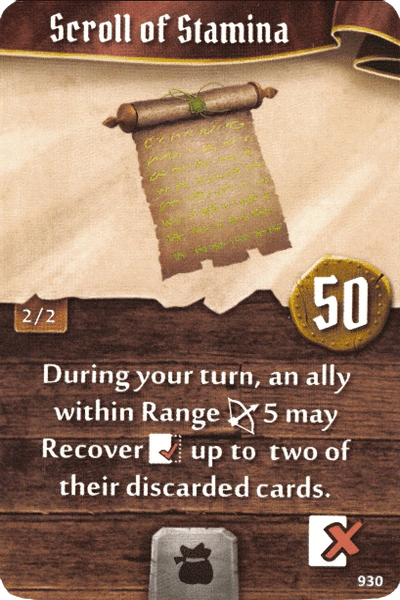 Scroll of Stamina
2/2
50
During your turn, an ally
within Range 5 may
Recover up to two of
their discarded cards.
930